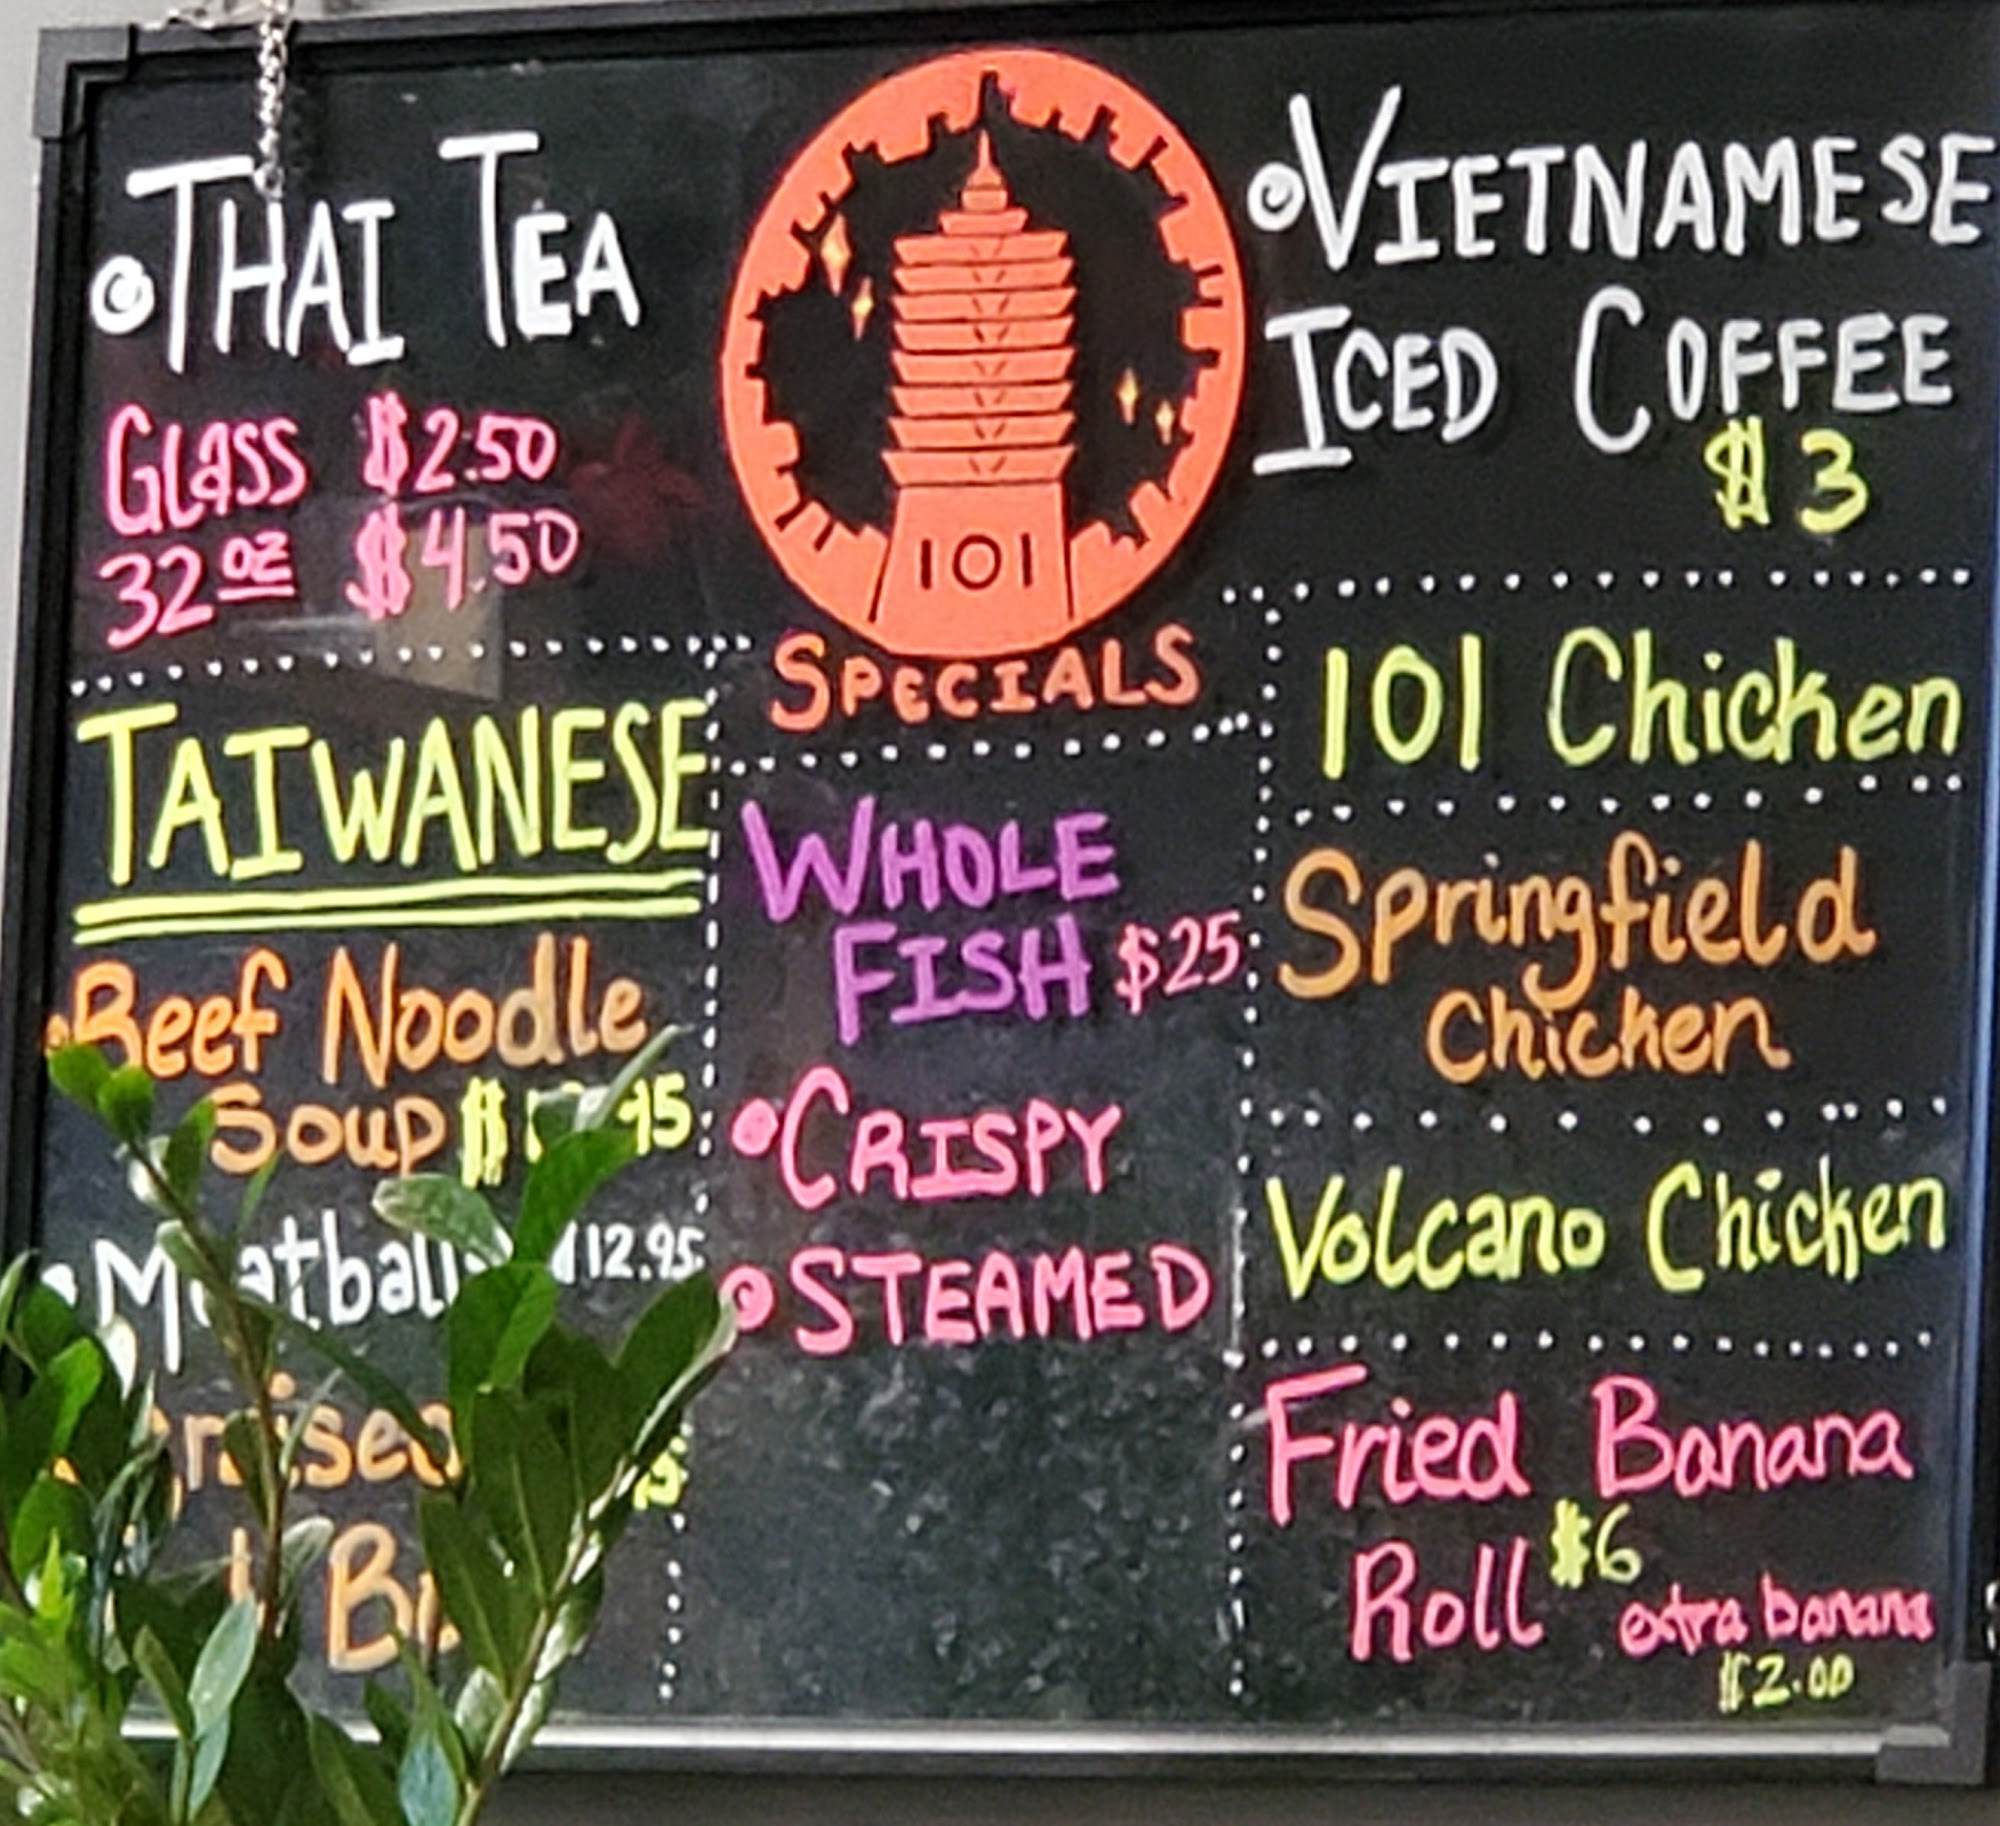 THAI TEA
GLASS $2.50
32 oz $4.50
101
SPECIALS
VIETNAMESE
ICED COFFEE
$3
TAIWANESE
Beef Noodle
Soup
12.95
WHOLE
FISH $25
CRISPY
STEAMED
101 Chicken
Springfield
Chicken
Volcano Chicken
Fried Banana
Roll $6
extra banana
$2.00